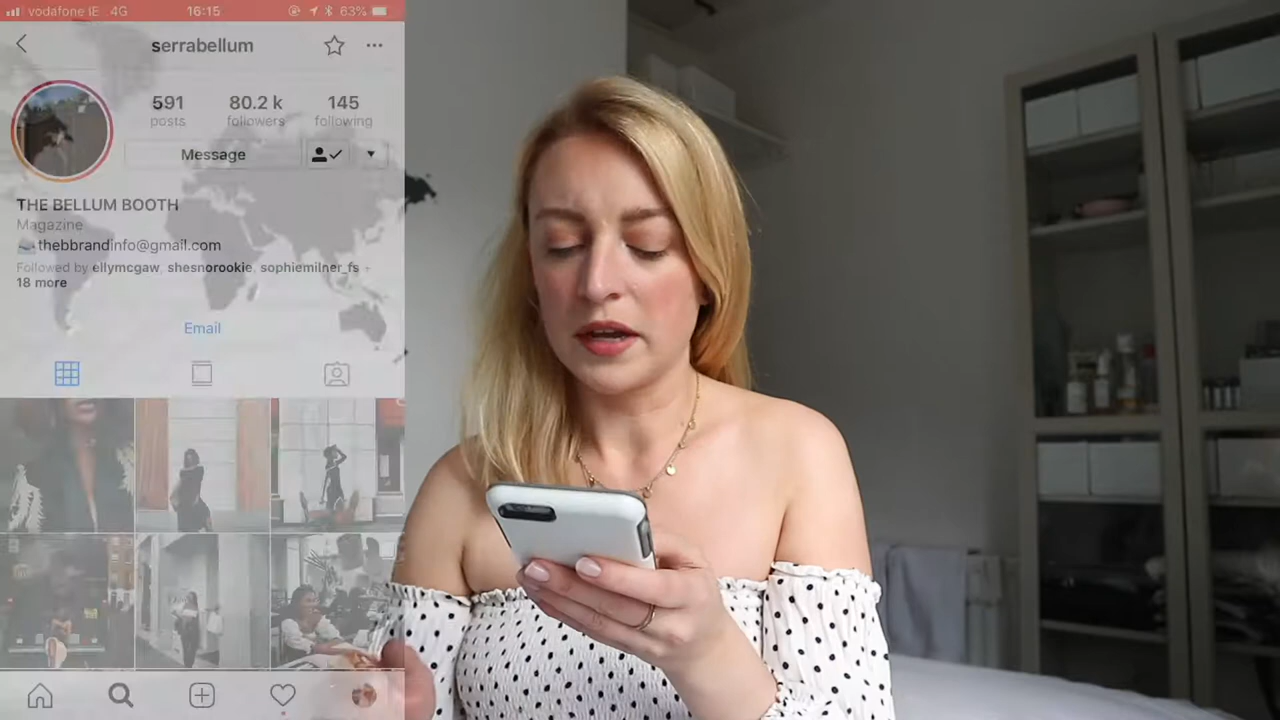 vodafone IE 4G 16:15 63%
serrabellum
591 80.2 k 145
posts followers following
Message
THE BELLUM BOOTH
Magazine
thebbrandinfo@gmail.com
Followed by ellymcgaw, shesnorookie, sophiemilner_fs +
18 more
Email